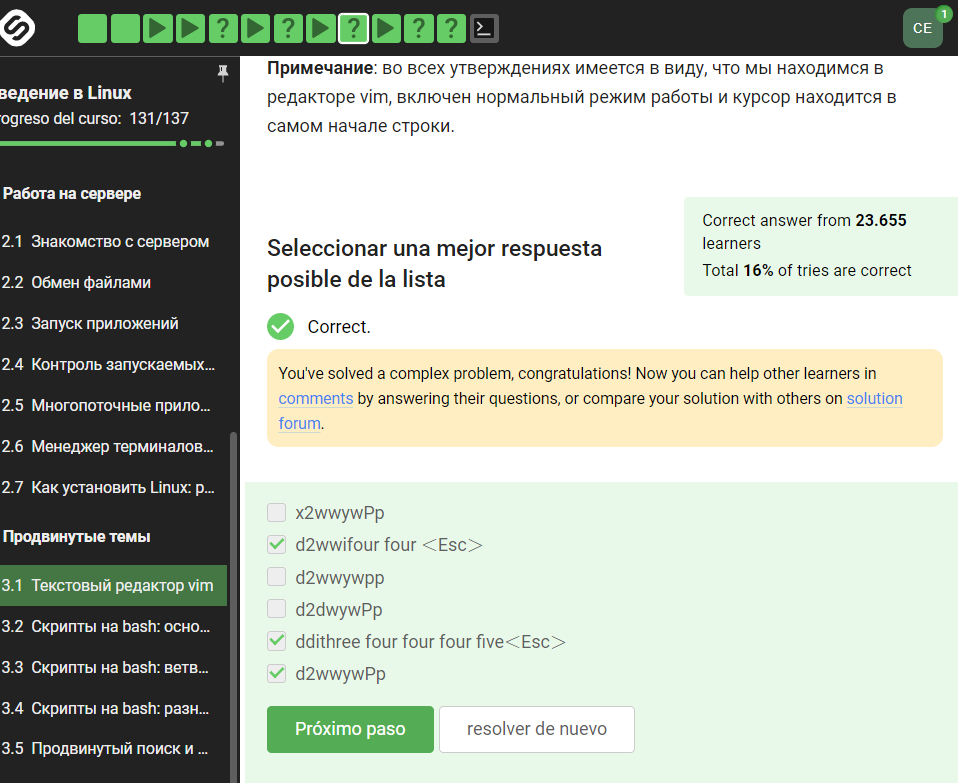 ? ? ? ? ?
CE
1
ведение в Linux
rogreso del curso: 131/137
Работа на сервере
2.1 Знакомство с сервером
2.2 Обмен файлами
2.3 Запуск приложений
2.4 Контроль запускаемых...
2.5 Многопоточные прило...
2.6 Менеджер терминалов...
2.7 Как установить Linux: р...
Продвинутые темы
3.1 Текстовый редактор vim
3.2 Скрипты на bash: осно...
3.3 Скрипты на bash: ветв...
3.4 Скрипты на bash: разн...
3.5 Продвинутый поиск и ...
Примечание: во всех утверждениях имеется в виду, что мы находимся в
редакторе vim, включен нормальный режим работы и курсор находится в
самом начале строки.
Correct answer from 23.655
learners
Total 16% of tries are correct
Seleccionar una mejor respuesta
posible de la lista
Correct.
You've solved a complex problem, congratulations! Now you can help other learners in
comments by answering their questions, or compare your solution with others on solution
forum.
x2wwywPp
d2wwifour four <Esc>
d2wwywpp
d2dwywPp
ddithree four four four five<Esc>
d2wwywPp
Próximo paso
resolver de nuevo